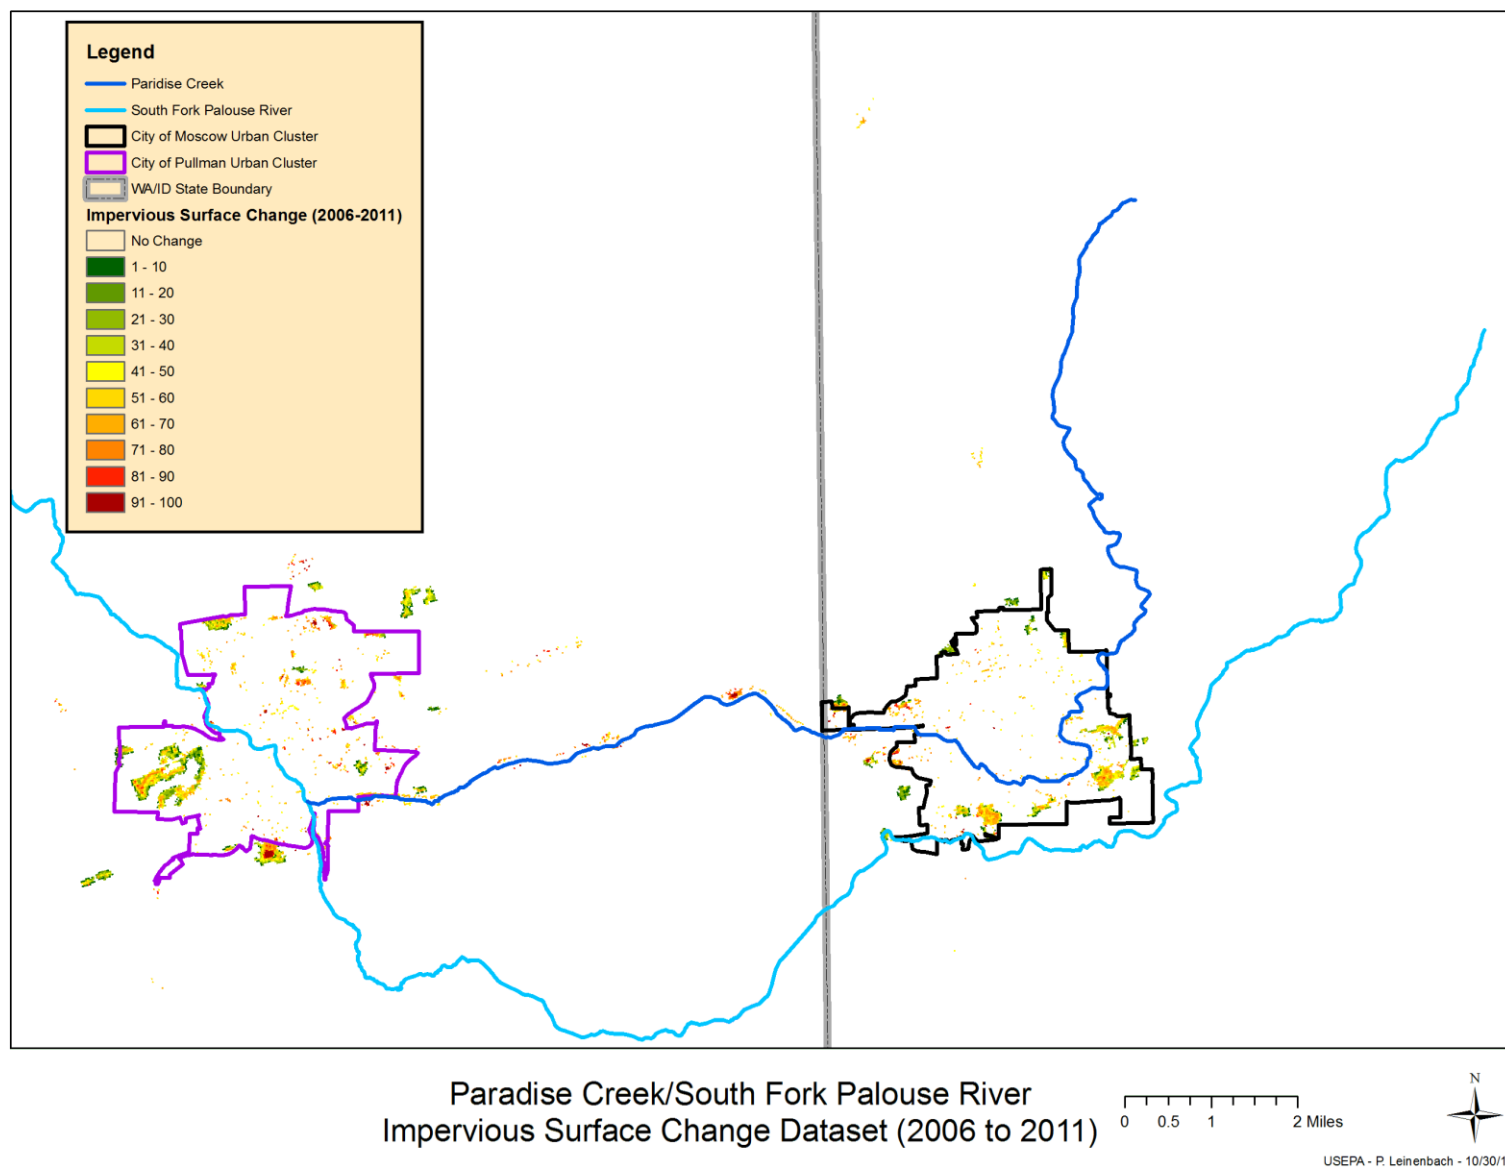 Legend
Paridise Creek
South Fork Palouse River
City of Moscow Urban Cluster
City of Pullman Urban Cluster
WA/ID State Boundary
Impervious Surface Change (2006-2011)
No Change
1 - 10
11 - 20
21 - 30
31 - 40
41 - 50
51 - 60
61 - 70
71 - 80
81 - 90
91 - 100
Paradise Creek/South Fork Palouse River
Impervious Surface Change Dataset (2006 to 2011)
0 0.5 1 2 Miles
N
USEPA - P. Leinenbach - 10/30/1